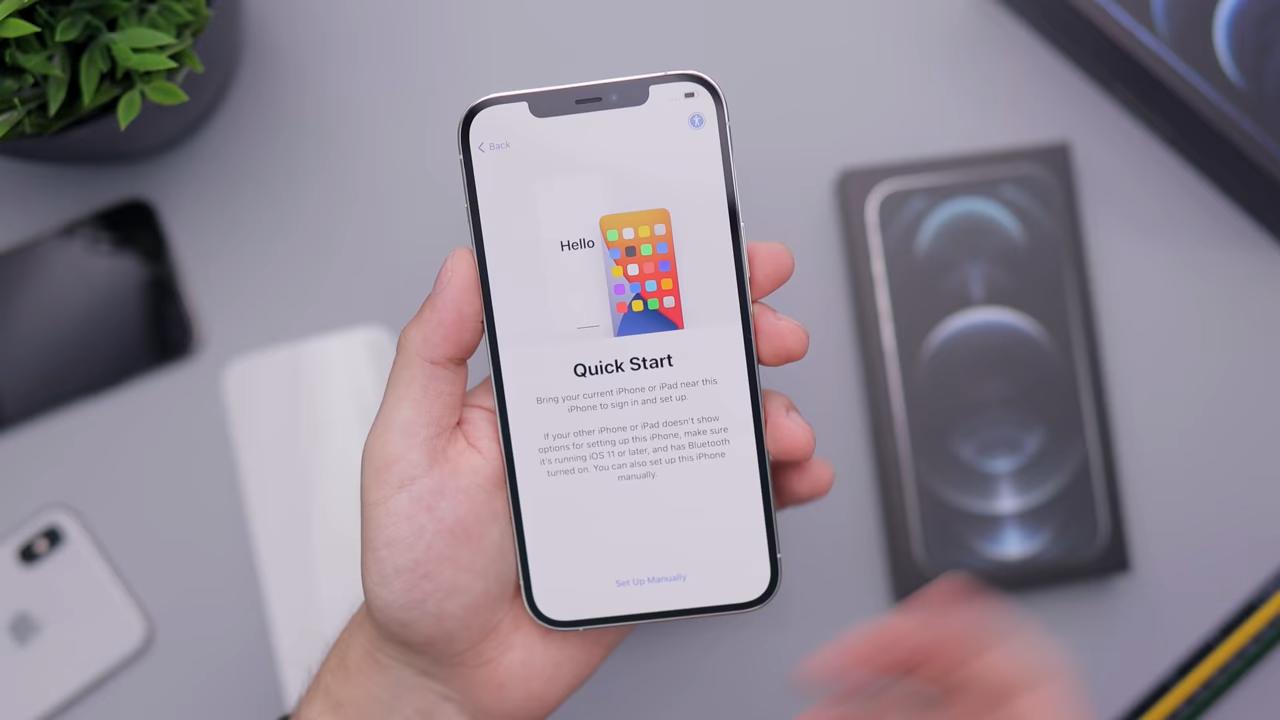 Back
Hello
Quick Start
Bring your current iPhone or iPad near this
iPhone to sign in and set up.
If your other iPhone or iPad doesn't show
options for setting up this iPhone, make sure
it's running iOS 11 or later, and has Bluetooth
turned on. You can also set up this iPhone
manually.
Set Up Manually